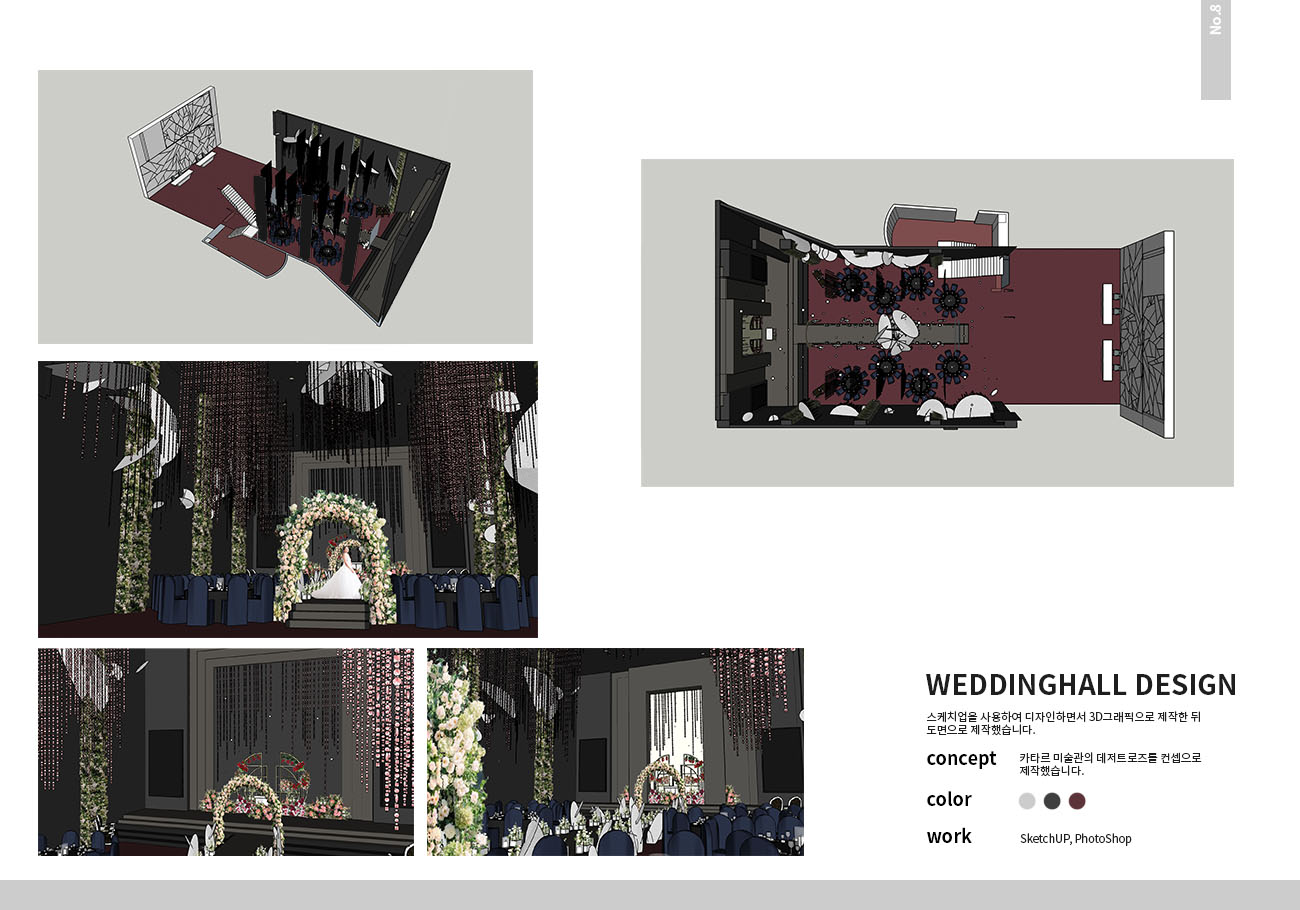 No.8
WEDDINGHALL DESIGN
스케치업을 사용하여 디자인하면서 3D그래픽으로 제작한 뒤
도면으로 제작했습니다.
concept 카타르 미술관의 데저트로즈를 컨셉으로
제작했습니다.
color
work SketchUP, PhotoShop